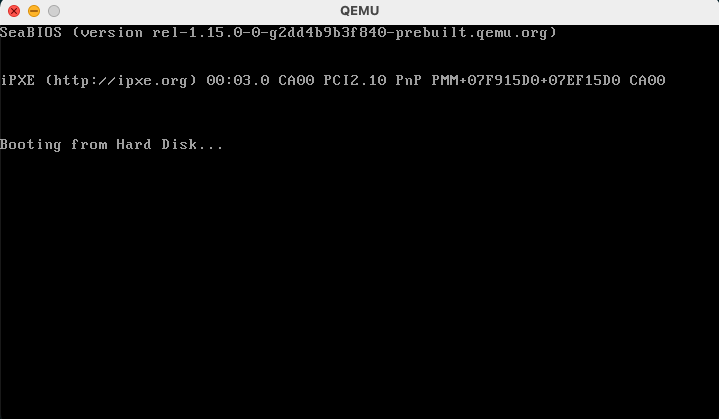 QEMU
SeaBIOS (version rel-1.15.0-0-g2dd4b9b3f840-prebuilt.qemu.org)
iPXE (http://ipxe.org) 00:03.0 CA00 PCI2.10 PnP PMM+07F915D0+07EF15D0 CA00
Booting from Hard Disk...